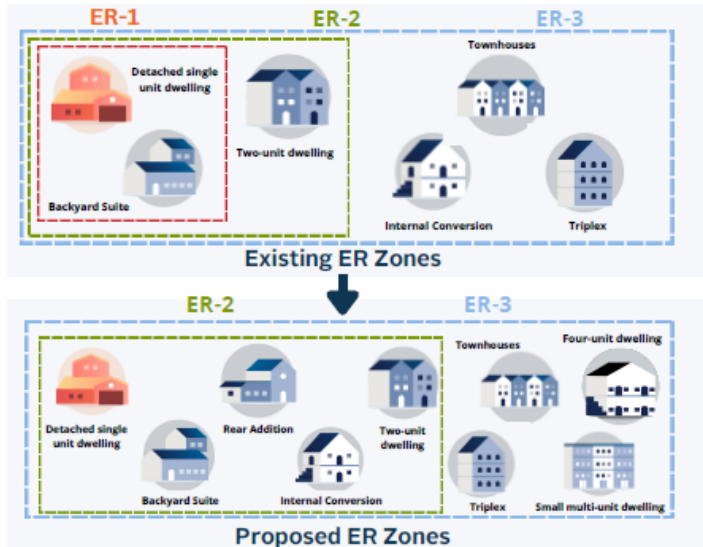 ER-1
ER-2
ER-3
Detached single
unit dwelling
Backyard Suite
Two-unit dwelling
Townhouses
Internal Conversion
Triplex
Existing ER Zones
ER-2
ER-3
Detached single
unit dwelling
Rear Addition
Two-unit
dwelling
Backyard Suite
Internal Conversion
Townhouses
Four-unit dwelling
Triplex
Small multi-unit dwelling
Proposed ER Zones